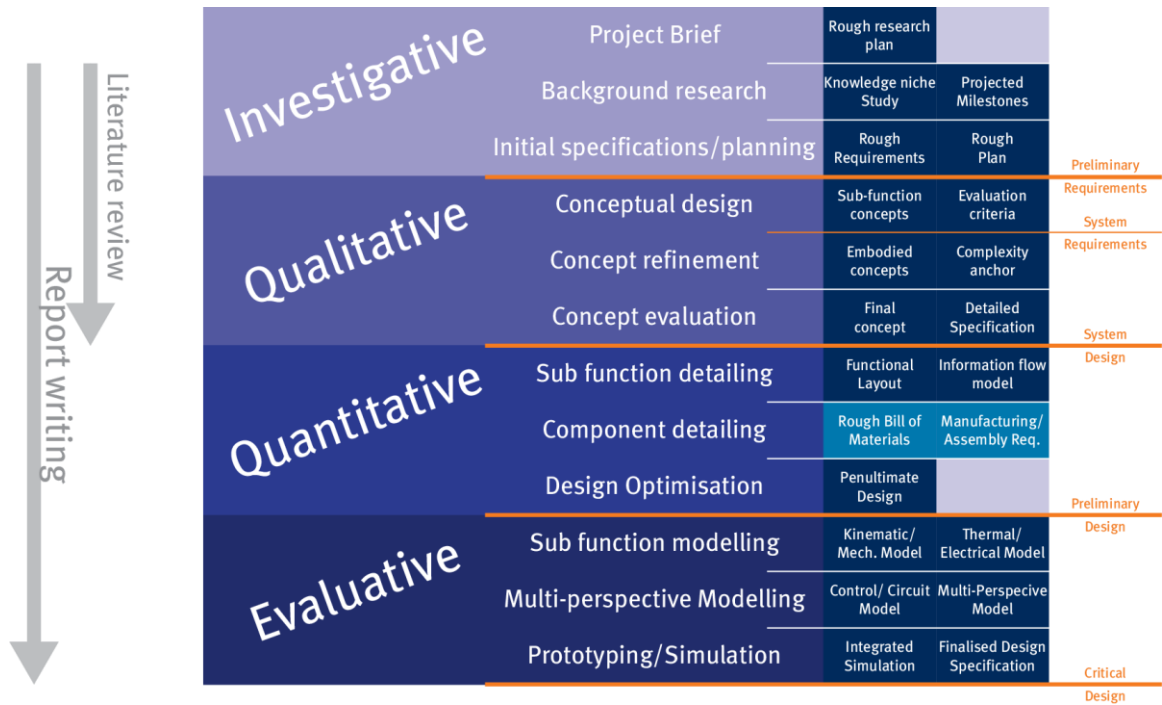 Literature review
Report writing
Investigative
Project Brief
Rough research
plan
Background research
Knowledge niche
Study
Projected
Milestones
Initial specifications/planning
Rough
Requirements
Rough
Plan
Preliminary
Requirements
Qualitative
Conceptual design
Sub-function
concepts
Evaluation
criteria
System
Requirements
Concept refinement
Embodied
concepts
Complexity
anchor
Concept evaluation
Final
concept
Detailed
Specification
System
Design
Quantitative
Sub function detailing
Functional
Layout
Information flow
model
Component detailing
Rough Bill of
Materials
Manufacturing/
Assembly Req.
Design Optimisation
Penultimate
Design
Preliminary
Design
Evaluative
Sub function modelling
Kinematic/
Mech. Model
Thermal/
Electrical Model
Multi-perspective Modelling
Control/ Circuit
Model
Multi-Perspecive
Model
Prototyping/Simulation
Integrated
Simulation
Finalised Design
Specification
Critical
Design